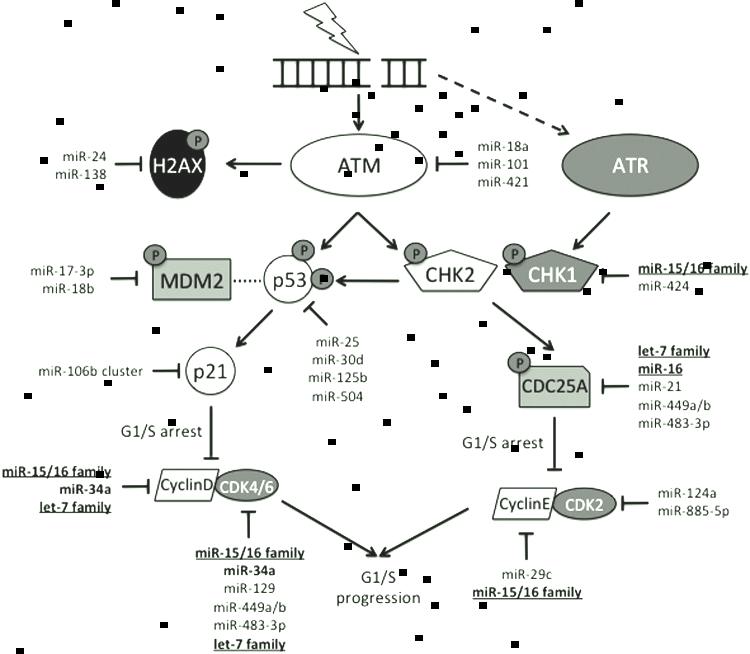 miR-24
miR-138
P
H2AX
ATM
miR-18a
miR-101
miR-421
ATR
miR-17-3p
miR-18b
P
MDM2
P
p53
P
CHK2
P
CHK1
miR-15/16 family
miR-424
miR-25
miR-30d
miR-125b
miR-504
miR-106b cluster
p21
P
CDC25A
let-7 family
miR-16
miR-21
miR-449a/b
miR-483-3p
G1/S arrest
G1/S arrest
miR-15/16 family
miR-34a
let-7 family
CyclinD
CDK4/6
CyclinE
CDK2
miR-124a
miR-885-5p
miR-15/16 family
miR-34a
miR-129
miR-449a/b
miR-483-3p
let-7 family
G1/S
progression
miR-29c
miR-15/16 family